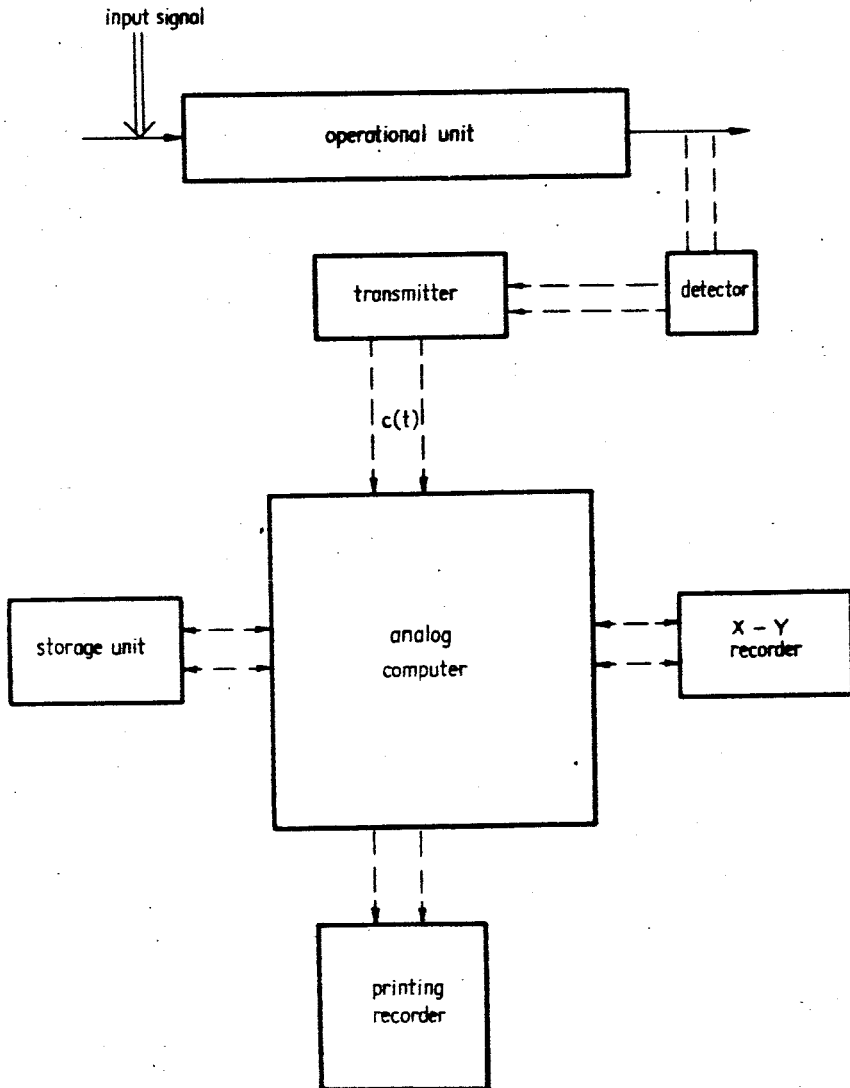 input signal
operational unit
transmitter
detector
c(t)
storage unit
analog
computer
X - Y
recorder
printing
recorder